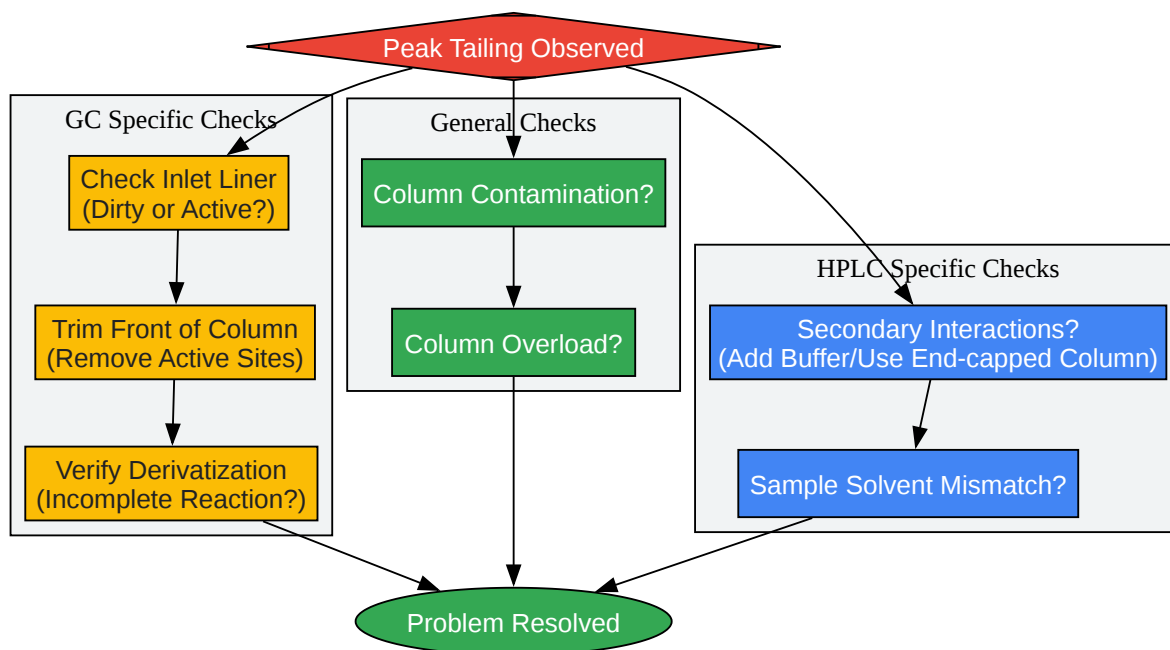 Peak Tailing Observed
GC Specific Checks
Check Inlet Liner
(Dirty or Active?)
Trim Front of Column
(Remove Active Sites)
Verify Derivatization
(Incomplete Reaction?)
General Checks
Column Contamination?
Column Overload?
HPLC Specific Checks
Secondary Interactions?
(Add Buffer/Use End-capped Column)
Sample Solvent Mismatch?
Problem Resolved